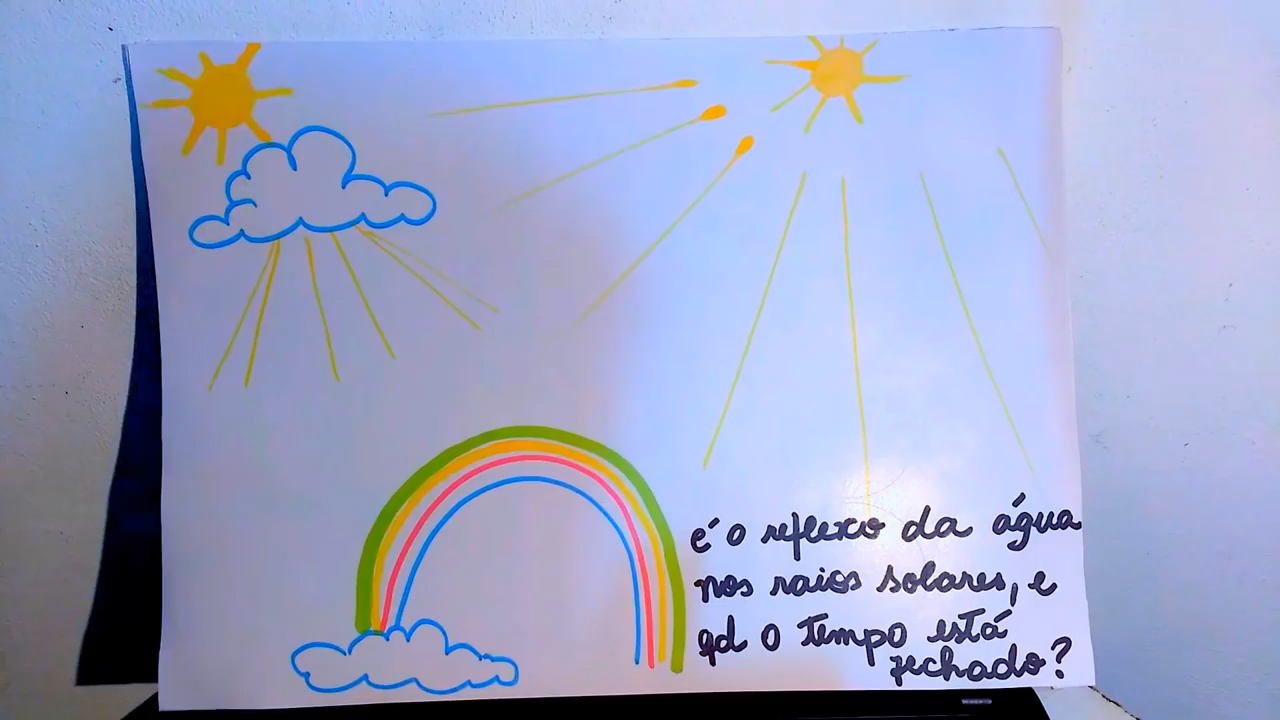 é o reflexo da água
nos raios solares, e
qd o tempo está
fechado?